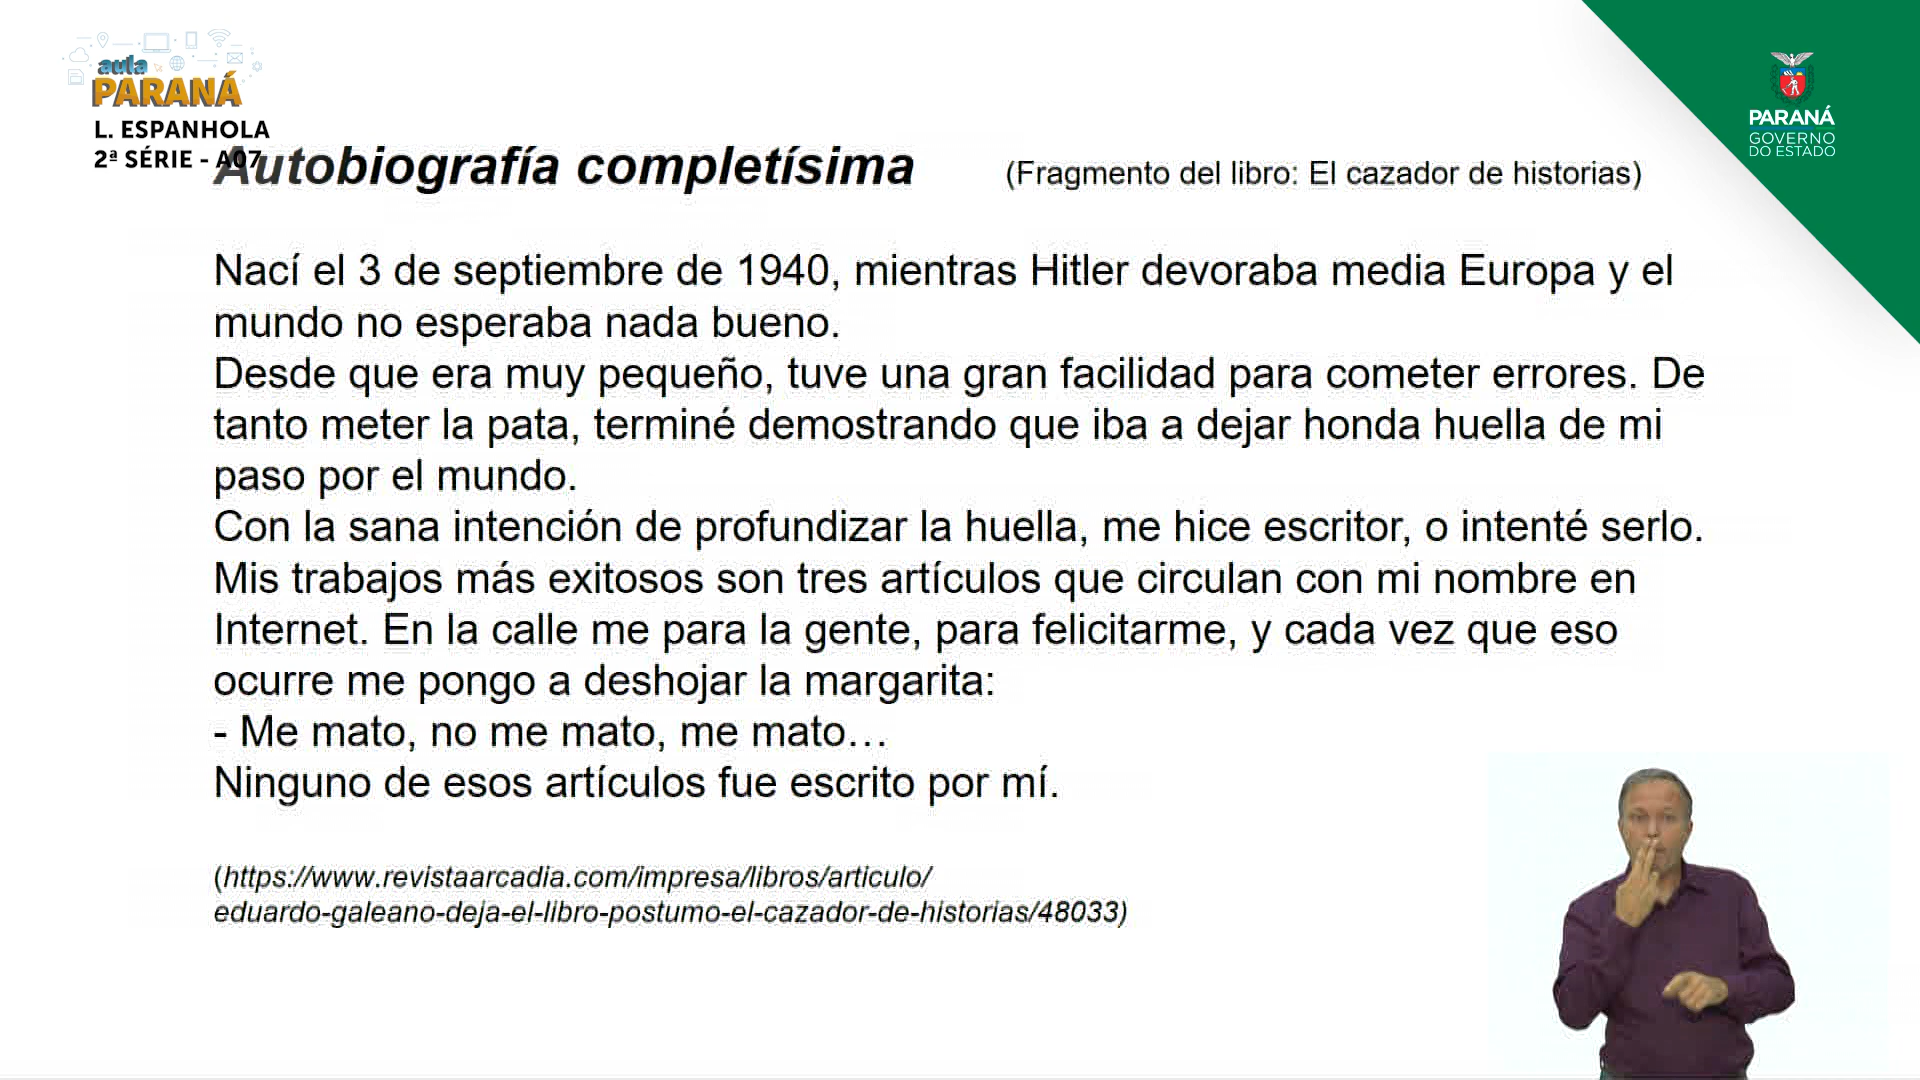 aula
PARANÁ
L. ESPANHOLA
2ª SÉRIE - A07
PARANÁ
GOVERNO
DO ESTADO
Autobiografía completísima (Fragmento del libro: El cazador de historias)
Nací el 3 de septiembre de 1940, mientras Hitler devoraba media Europa y el
mundo no esperaba nada bueno.
Desde que era muy pequeño, tuve una gran facilidad para cometer errores. De
tanto meter la pata, terminé demostrando que iba a dejar honda huella de mi
paso por el mundo.
Con la sana intención de profundizar la huella, me hice escritor, o intenté serlo.
Mis trabajos más exitosos son tres artículos que circulan con mi nombre en
Internet. En la calle me para la gente, para felicitarme, y cada vez que eso
ocurre me pongo a deshojar la margarita:
- Me mato, no me mato, me mato…
Ninguno de esos artículos fue escrito por mí.
(https://www.revistaarcadia.com/impresa/libros/articulo/
eduardo-galeano-deja-el-libro-postumo-el-cazador-de-historias/48033)